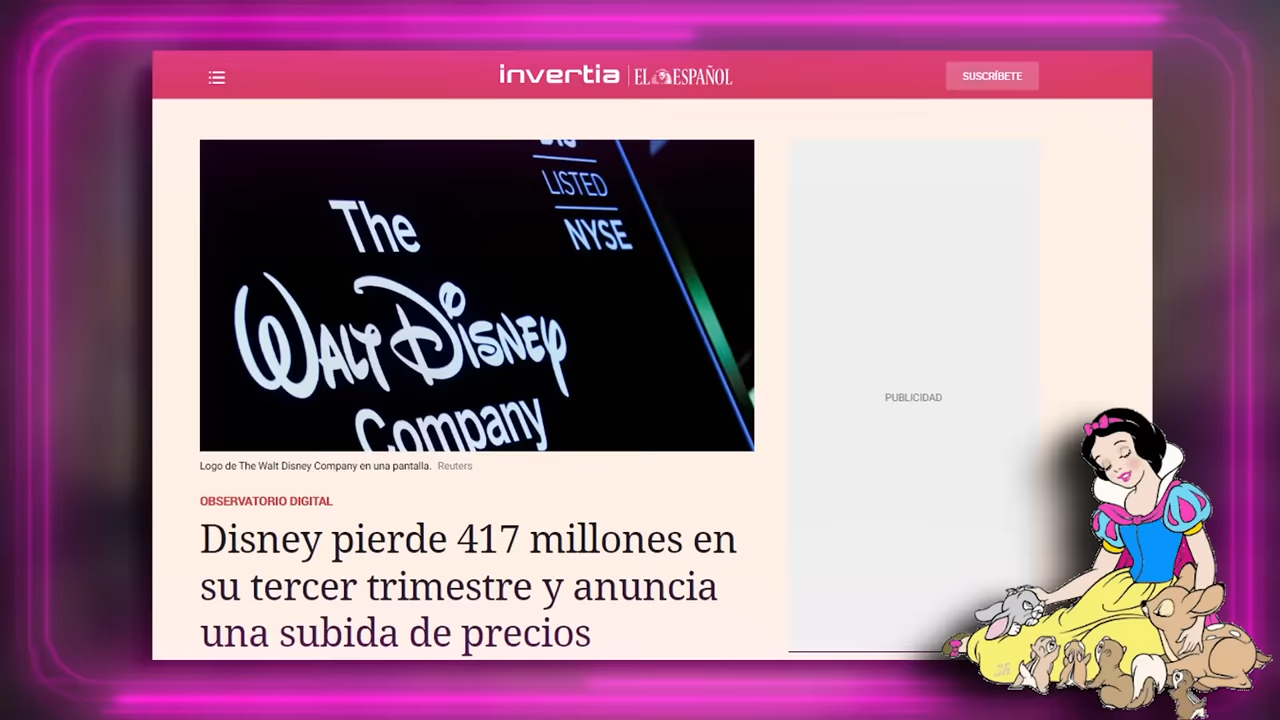 invertia
EL ESPAÑOL
SUSCRÍBETE
LISTED
NYSE
The
WALT DISNEY
Company
PUBLICIDAD
Logo de The Walt Disney Company en una pantalla. Reuters
OBSERVATORIO DIGITAL
Disney pierde 417 millones en
su tercer trimestre y anuncia
una subida de precios